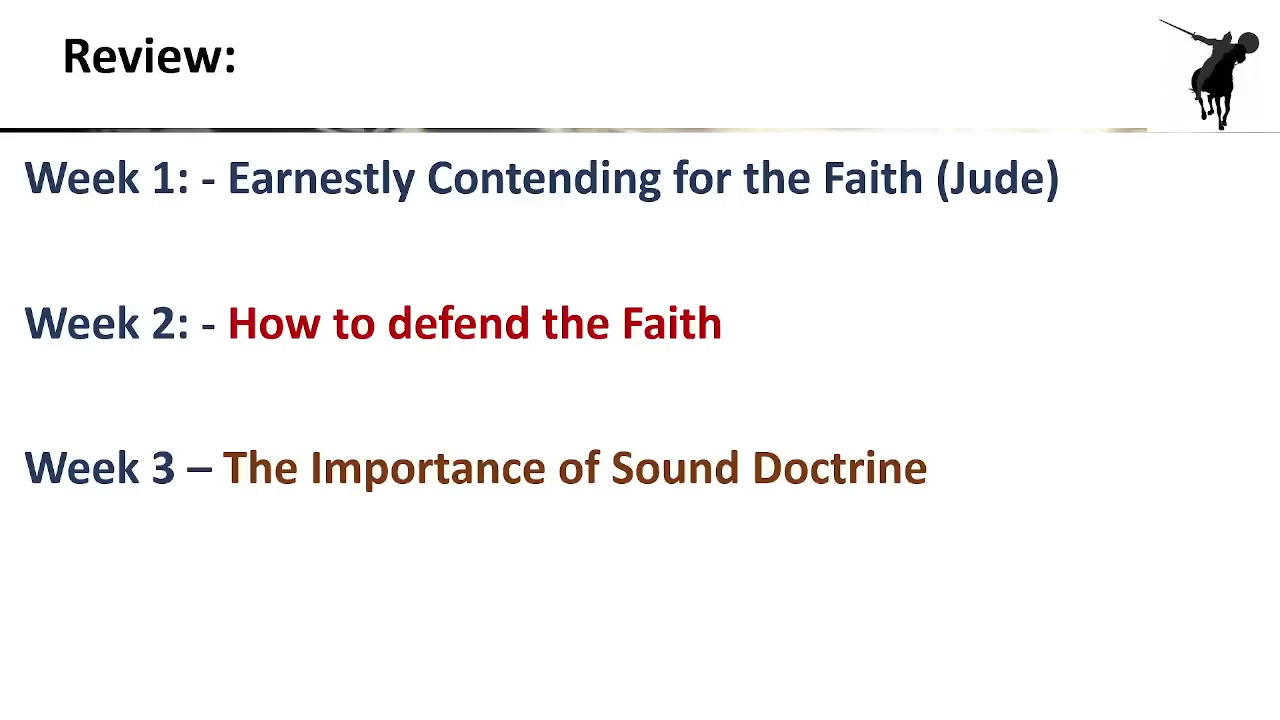 Review:
Week 1: - Earnestly Contending for the Faith (Jude)
Week 2: - How to defend the Faith
Week 3 – The Importance of Sound Doctrine